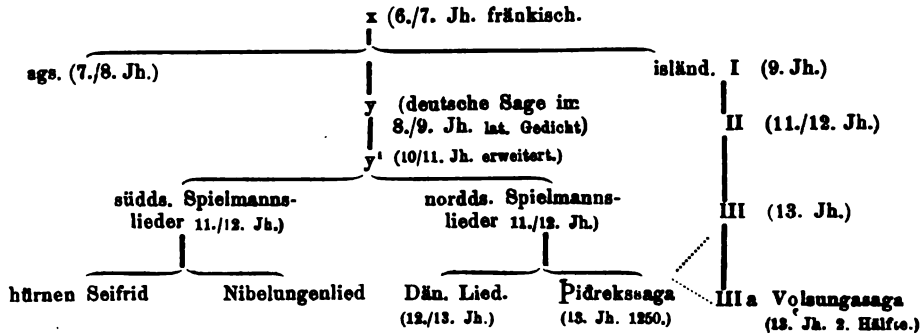 x (6./7. Jh. fränkisch.
ags. (7./8. Jh.)
isländ. I (9. Jh.)
y (deutsche Sage im
8./9. Jh. lat. Gedicht)
II (11./12. Jh.)
y' (10/11. Jh. erweitert.)
südds. Spielmanns-
lieder 11./12. Jh.)
nordds. Spielmanns-
lieder 11./12. Jh.)
III (13. Jh.)
hürnen Seifrid
Nibelungenlied
Dän. Lied.
(12./13. Jh.)
Þiđrekssaga
(13. Jh. 1250.)
IIIa Volsungasaga
(13. Jh. 2. Hälfte.)